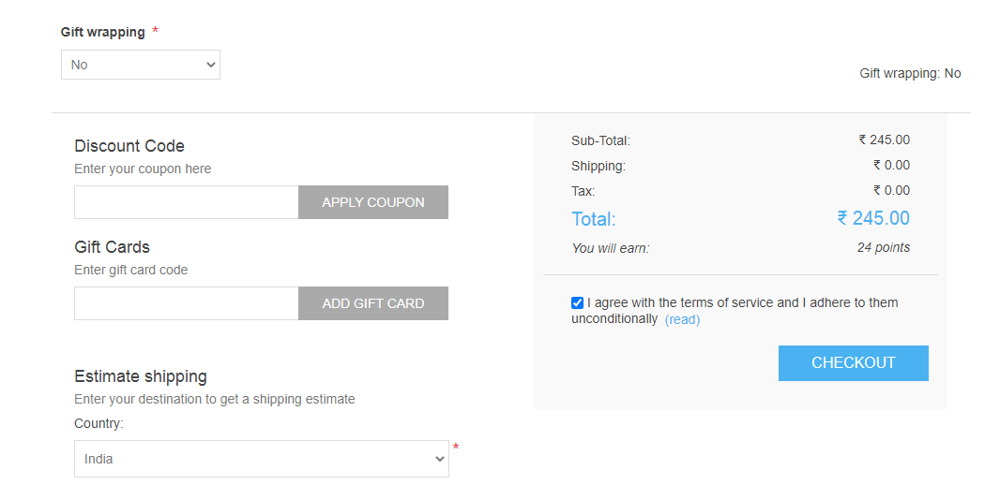 Gift wrapping *
No
Gift wrapping: No
Discount Code
Enter your coupon here
APPLY COUPON
Gift Cards
Enter gift card code
ADD GIFT CARD
Estimate shipping
Enter your destination to get a shipping estimate
Country:
India *
Sub-Total: ₹ 245.00
Shipping: ₹ 0.00
Tax: ₹ 0.00
Total: ₹ 245.00
You will earn: 24 points
I agree with the terms of service and I adhere to them
unconditionally (read)
CHECKOUT